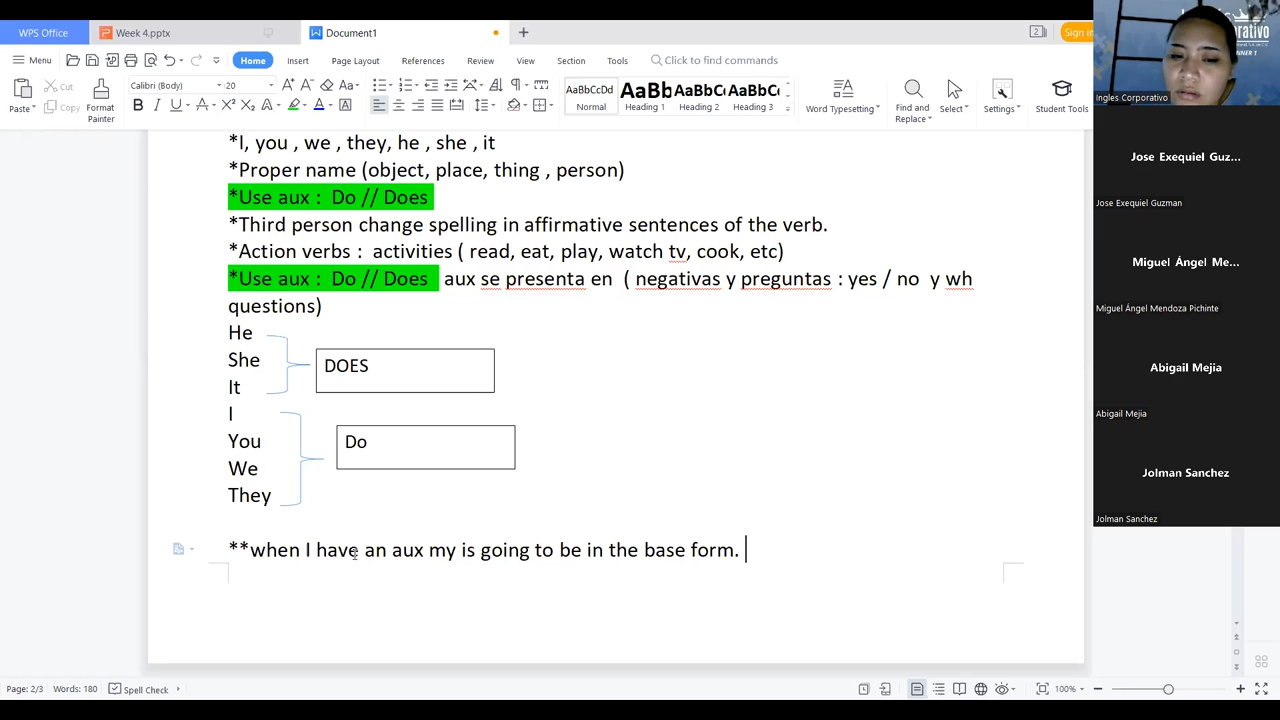 WPS Office
Week 4.pptx
Document1
2
Sign in
Menu
Home
Insert
Page Layout
References
Review
View
Section
Tools
Click to find commands
Paste
Cut
Copy
Format Painter
Calibri (Body)
20
B I U
AaBbCcDd
Normal
AaBb
Heading 1
AaBbC
Heading 2
AaBbC
Heading 3
Word Typesetting
Find and Replace
Select
Settings
Student Tools
*I, you , we , they, he , she , it
*Proper name (object, place, thing , person)
*Use aux : Do // Does
*Third person change spelling in affirmative sentences of the verb.
*Action verbs : activities ( read, eat, play, watch tv, cook, etc)
*Use aux : Do // Does aux se presenta en ( negativas y preguntas : yes / no y wh
questions)
He
She
DOES
It
I
You
Do
We
They
**when I have an aux my is going to be in the base form.
Page: 2/3
Words: 180
Spell Check
100%
Ingles Corporativo
Jose Exequiel Guz...
Jose Exequiel Guzman
Miguel Ángel Me...
Miguel Ángel Mendoza Pichinte
Abigail Mejia
Abigail Mejia
Jolman Sanchez
Jolman Sanchez